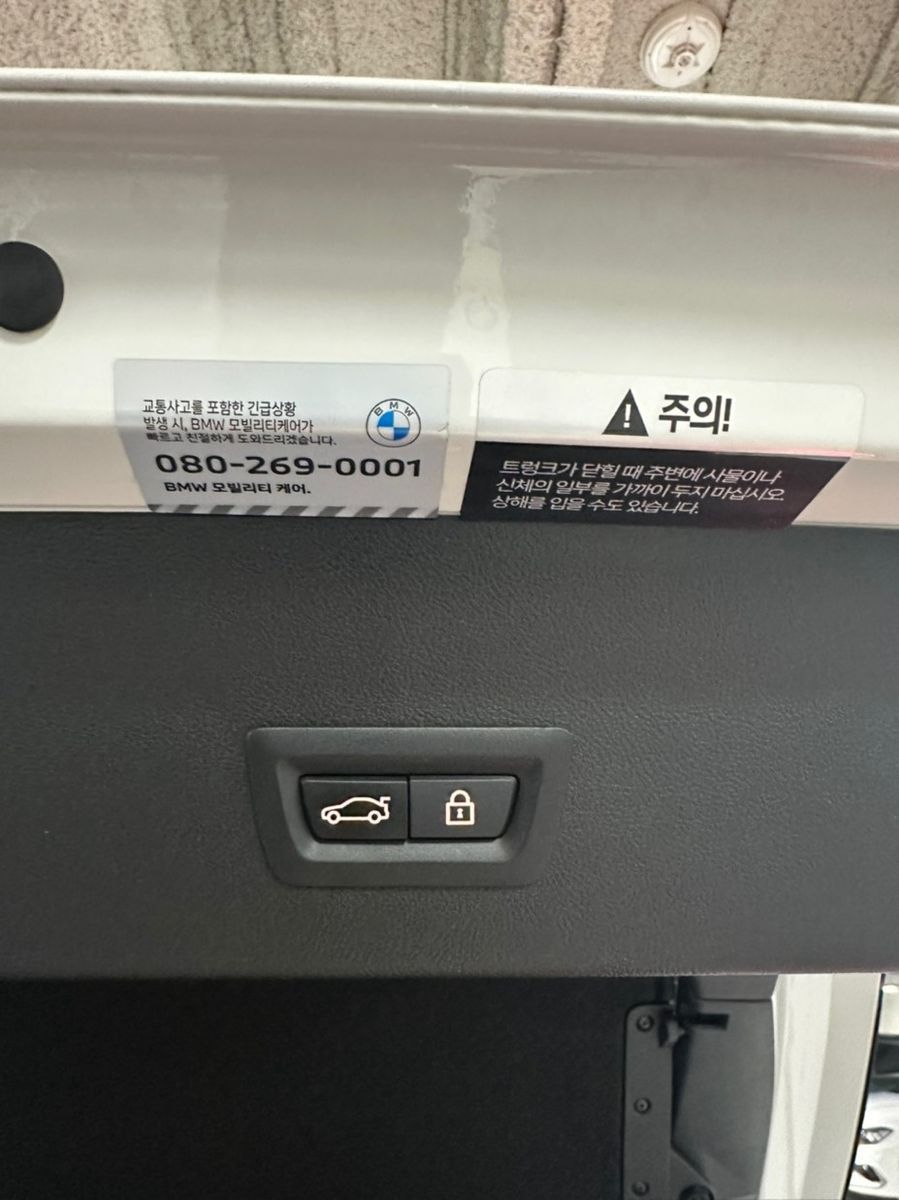 교통사고를 포함한 긴급상황
발생 시, BMW 모빌리티케어가
빠르고 친절하게 도와드리겠습니다.
080-269-0001
BMW 모빌리티 케어.
BMW
주의!
트렁크가 닫힐 때 주변에 사물이나
신체의 일부를 가까이 두지 마십시오
상해를 입을 수도 있습니다.